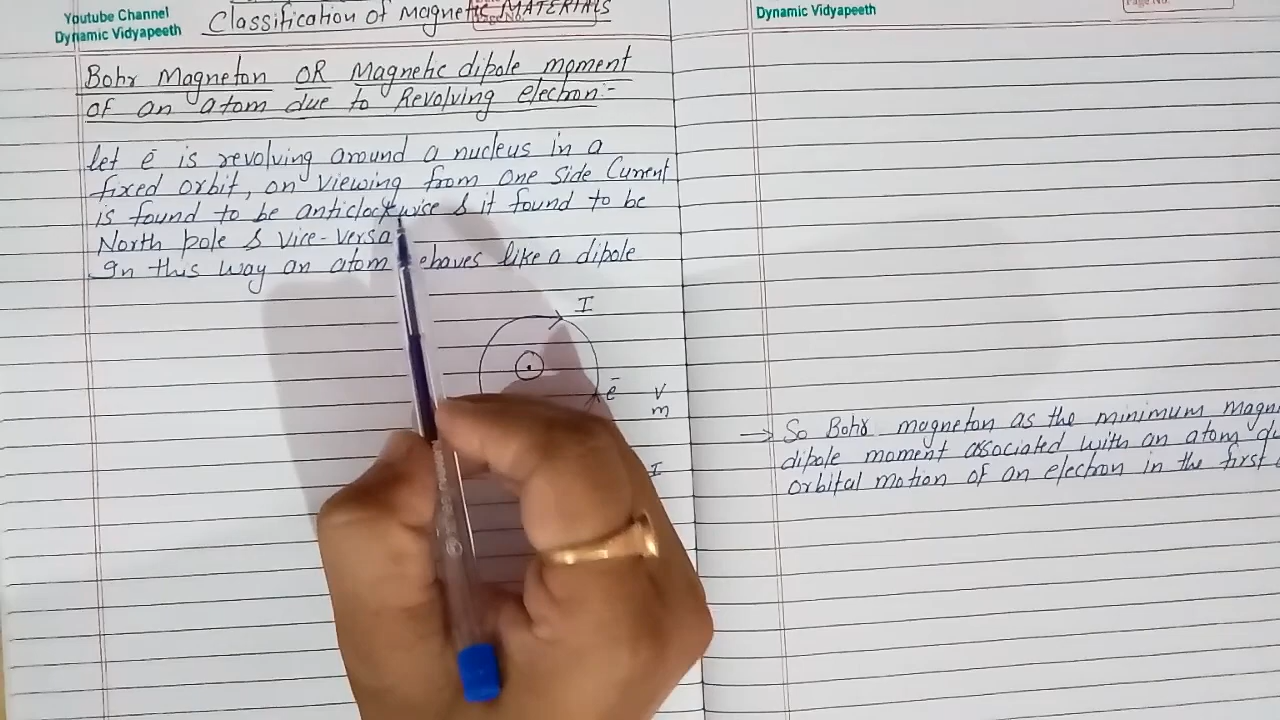 Youtube Channel
Dynamic Vidyapeeth
Classification of Magnetic MATERIALS
Bohr Magneton OR Magnetic dipole moment
of an atom due to Revolving electron:-
let ē is revolving around a nucleus in a
fixed orbit, on viewing from one side Current
is found to be anticlockwise & it found to be
North pole & vice-versa
In this way an atom ehaves like a dipole
I
ē
V
m
I
Dynamic Vidyapeeth
Page No.
→ So Bohr magneton as the minimum Magn
dipole moment associated with an atom du
orbital motion of an electron in the first